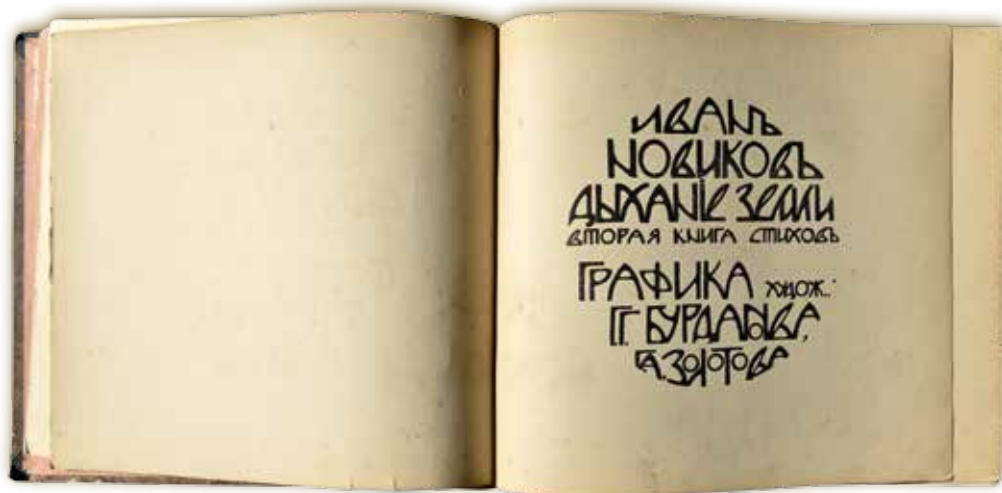 ИВАНЪ
НОВИКОВЪ
ДЫХАНІЕ ЗЕМЛИ
ВТОРАЯ КНИГА СТИХОВЪ
ГРАФИКА ХУДОЖ.:
Г.Г. БУРДАНОВА,
Г.А. ЗОЛОТОВА